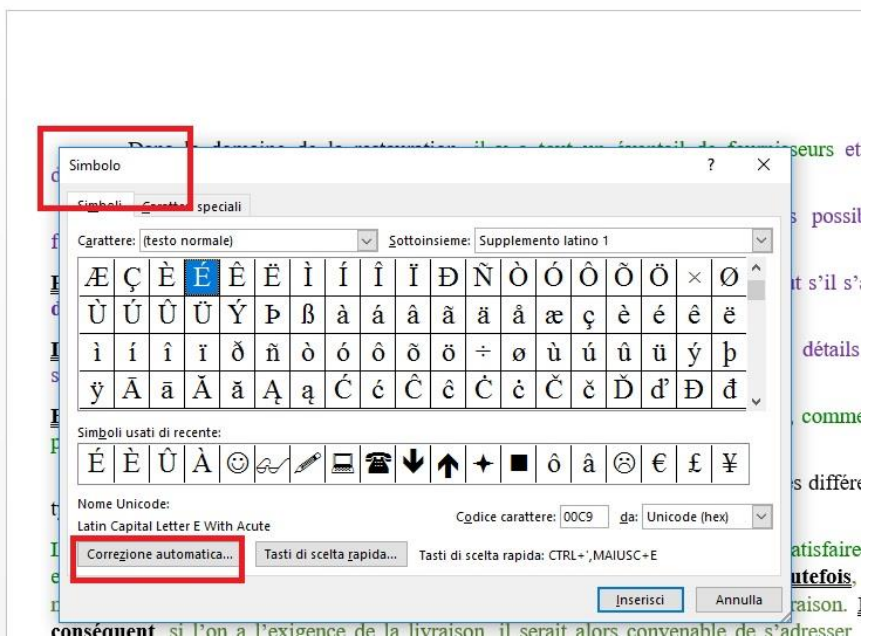 Simbolo ? ×
Simboli Caratteri speciali
seurs et
Carattere: (testo normale) Sottoinsieme: Supplemento latino 1
s possib
Æ Ç È É Ê Ë Ì Í Î Ï Ð Ñ Ò Ó Ô Õ Ö × Ø
t s’il s’a
Ù Ú Û Ü Ý Þ ß à á â ã ä å æ ç è é ê ë
ì í î ï ð ñ ò ó ô õ ö ÷ ø ù ú û ü ý þ
détails
ÿ Ā ā Ă ă Ą ą Ć ć Ĉ ĉ Ċ ċ Č č Ď ď Đ đ
, comme
Simboli usati di recente:
É È Û À ☺ 👓 ✏ 💻 ☎ 🡻 🡹 ✦ ■ ô â ☹ € £ ¥
s différe
Nome Unicode:
Latin Capital Letter E With Acute
Codice carattere: 00C9 da: Unicode (hex)
Correzione automatica... Tasti di scelta rapida... Tasti di scelta rapida: CTRL+',MAIUSC+E
atisfaire
utefois,
Inserisci Annulla
raison.
conséquent, si l’on a l’exigence de la livraison, il serait alors convenable de s’adresser